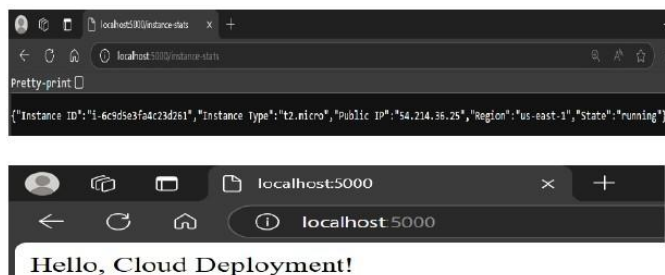 localhost:5000/instance-stats
localhost:5000/instance-stats
Pretty-print
{"Instance ID":"i-6c9d5e3fa4c23d261","Instance Type":"t2.micro","Public IP":"54.214.36.25","Region":"us-east-1","State":"running"}
localhost:5000
localhost:5000
Hello, Cloud Deployment!